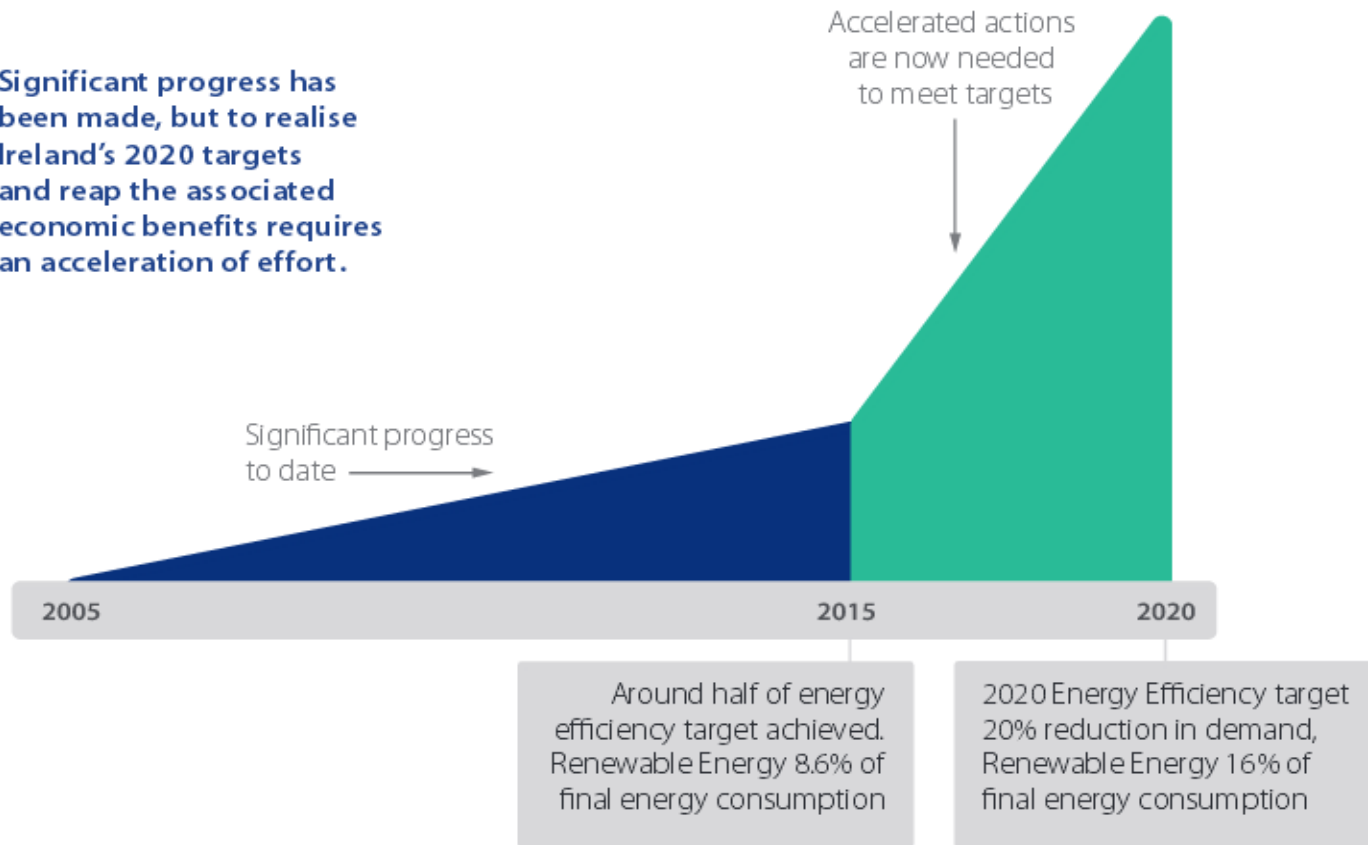 Significant progress has
been made, but to realise
Ireland's 2020 targets
and reap the associated
economic benefits requires
an acceleration of effort.
Accelerated actions
are now needed
to meet targets
Significant progress
to date
2005
2015
2020
Around half of energy
efficiency target achieved.
Renewable Energy 8.6% of
final energy consumption
2020 Energy Efficiency target
20% reduction in demand,
Renewable Energy 16% of
final energy consumption